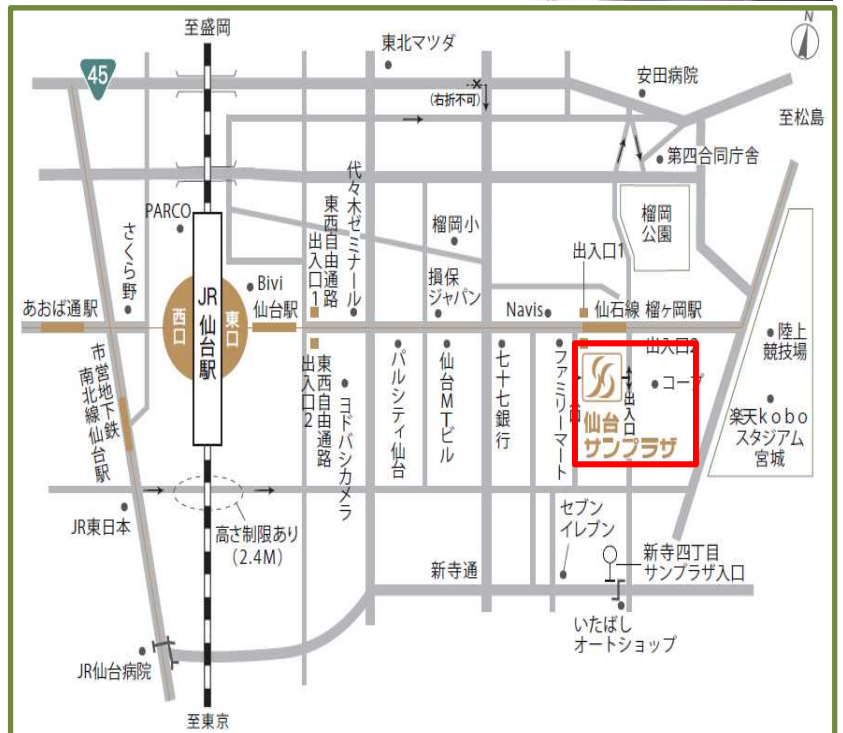 N
至盛岡
東北マツダ
45
(右折不可)
安田病院
至松島
第四合同庁舎
PARCO
さくら野
代々木ゼミナール
東西自由通路
出入口1
榴岡小
榴岡
公園
出入口1
Bivi
損保
ジャパン
あおば通駅
仙台駅
Navis
仙石線 榴ヶ岡駅
西口
JR
仙台駅
東口
陸上
競技場
出入口2
市営地下鉄
南北線仙台駅
東西自由通路
出入口2
ヨドバシカメラ
パルシティ仙台
仙台MTビル
七十七銀行
ファミリーマート
出入口
コープ
仙台
サンプラザ
楽天kobo
スタジアム
宮城
JR東日本
高さ制限あり
(2.4M)
セブン
イレブン
新寺通
新寺四丁目
サンプラザ入口
いたばし
オートショップ
JR仙台病院
至東京